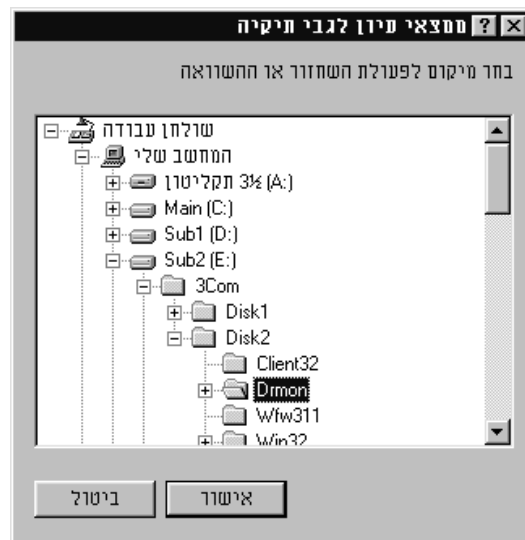 ממצאי עיון לגבי תיקיה
בחר מיקום לפעולת השחזור או ההשוואה
שולחן עבודה
המחשב שלי
תקליטון 3½ (A:)
Main (C:)
Sub1 (D:)
Sub2 (E:)
3Com
Disk1
Disk2
Client32
Drmon
Wfw311
Win32
אישור ביטול